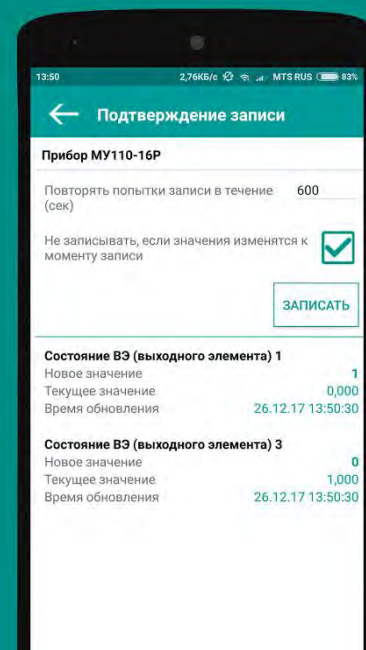 13:50 2,76КБ/с MTS RUS 83%
Подтверждение записи
Прибор МУ110-16Р
Повторять попытки записи в течение 600
(сек)
Не записывать, если значения изменятся к
моменту записи
ЗАПИСАТЬ
Состояние ВЭ (выходного элемента) 1
Новое значение 1
Текущее значение 0,000
Время обновления 26.12.17 13:50:30
Состояние ВЭ (выходного элемента) 3
Новое значение 0
Текущее значение 1,000
Время обновления 26.12.17 13:50:30